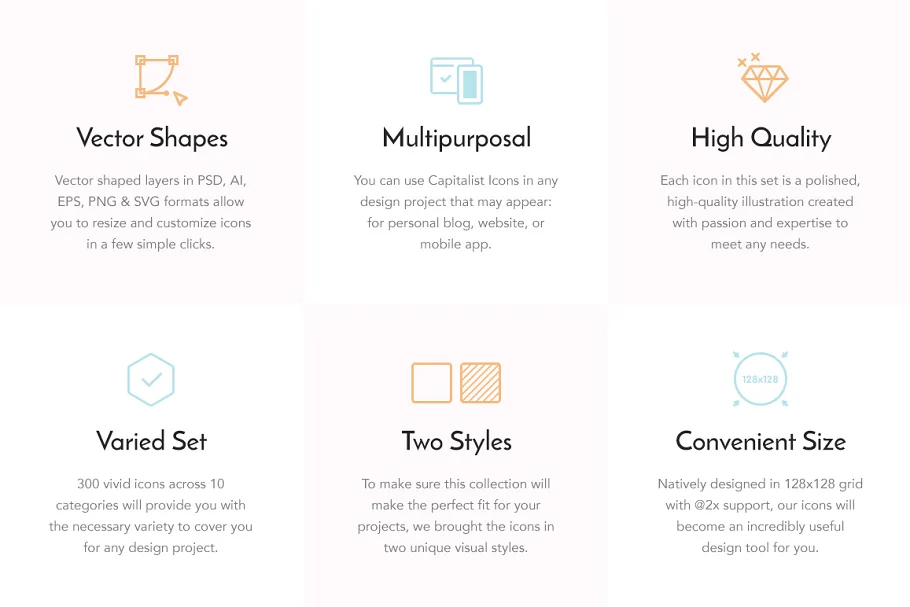 Vector Shapes
Vector shaped layers in PSD, AI,
EPS, PNG & SVG formats allow
you to resize and customize icons
in a few simple clicks.
Multipurposal
You can use Capitalist Icons in any
design project that may appear:
for personal blog, website, or
mobile app.
High Quality
Each icon in this set is a polished,
high-quality illustration created
with passion and expertise to
meet any needs.
Varied Set
300 vivid icons across 10
categories will provide you with
the necessary variety to cover you
for any design project.
Two Styles
To make sure this collection will
make the perfect fit for your
projects, we brought the icons in
two unique visual styles.
128x128
Convenient Size
Natively designed in 128x128 grid
with @2x support, our icons will
become an incredibly useful
design tool for you.